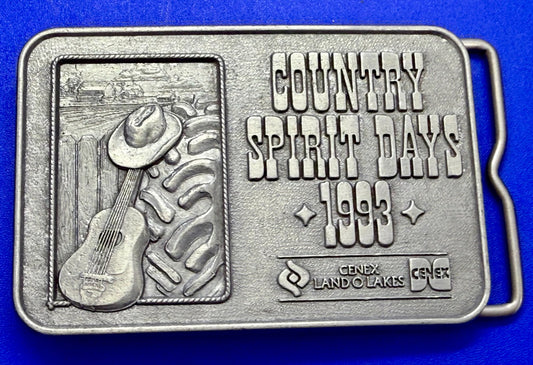 COUNTRY
SPIRIT DAYS
1993
CENEX
LAND O LAKES
CENEX